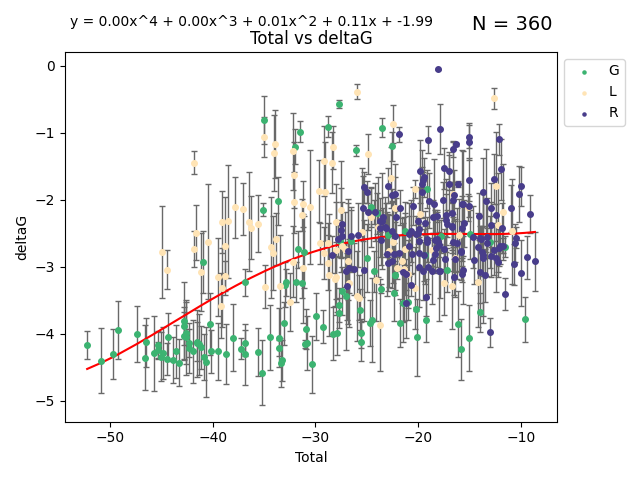 y = 0.00x^4 + 0.00x^3 + 0.01x^2 + 0.11x + -1.99
N = 360
Total vs deltaG
G
L
R
deltaG
0
−1
−2
−3
−4
−5
−50 −40 −30 −20 −10
Total